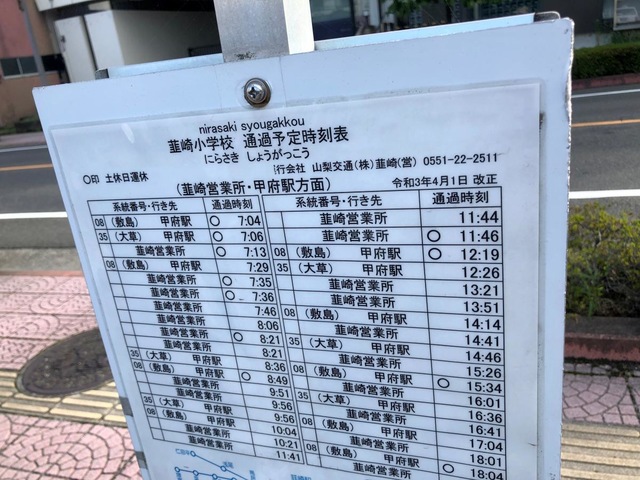 nirasaki syougakkou
韮崎小学校 通過予定時刻表
にらさき しょうがっこう
〇印 土休日運休
行会社 山梨交通(株)韮崎(営) 0551-22-2511
(韮崎営業所・甲府駅方面)
令和3年4月1日 改正
系統番号・行き先 通過時刻
08 (敷島) 甲府駅 〇 7:04
35 (大草) 甲府駅 〇 7:06
韮崎営業所 〇 7:13
08 (敷島) 甲府駅 7:29
韮崎営業所 〇 7:35
韮崎営業所 〇 7:36
韮崎営業所 7:46
韮崎営業所 8:06
韮崎営業所 〇 8:21
韮崎営業所 8:21
35 (大草) 甲府駅 8:36
08 (敷島) 甲府駅 〇 8:49
韮崎営業所 9:51
韮崎営業所 9:56
35 (大草) 甲府駅 9:56
08 (敷島) 甲府駅 10:04
韮崎営業所 10:21
韮崎営業所 11:41
系統番号・行き先 通過時刻
韮崎営業所 11:44
韮崎営業所 〇 11:46
08 (敷島) 甲府駅 〇 12:19
35 (大草) 甲府駅 12:26
韮崎営業所 13:21
韮崎営業所 13:51
08 (敷島) 甲府駅 14:14
韮崎営業所 14:41
35 (大草) 甲府駅 14:46
韮崎営業所 15:26
08 (敷島) 甲府駅 〇 15:34
韮崎営業所 16:01
35 (大草) 甲府駅 16:36
韮崎営業所 16:41
08 (敷島) 甲府駅 17:04
韮崎営業所 18:01
08 (敷島) 甲府駅 〇 18:04
韮崎営業所